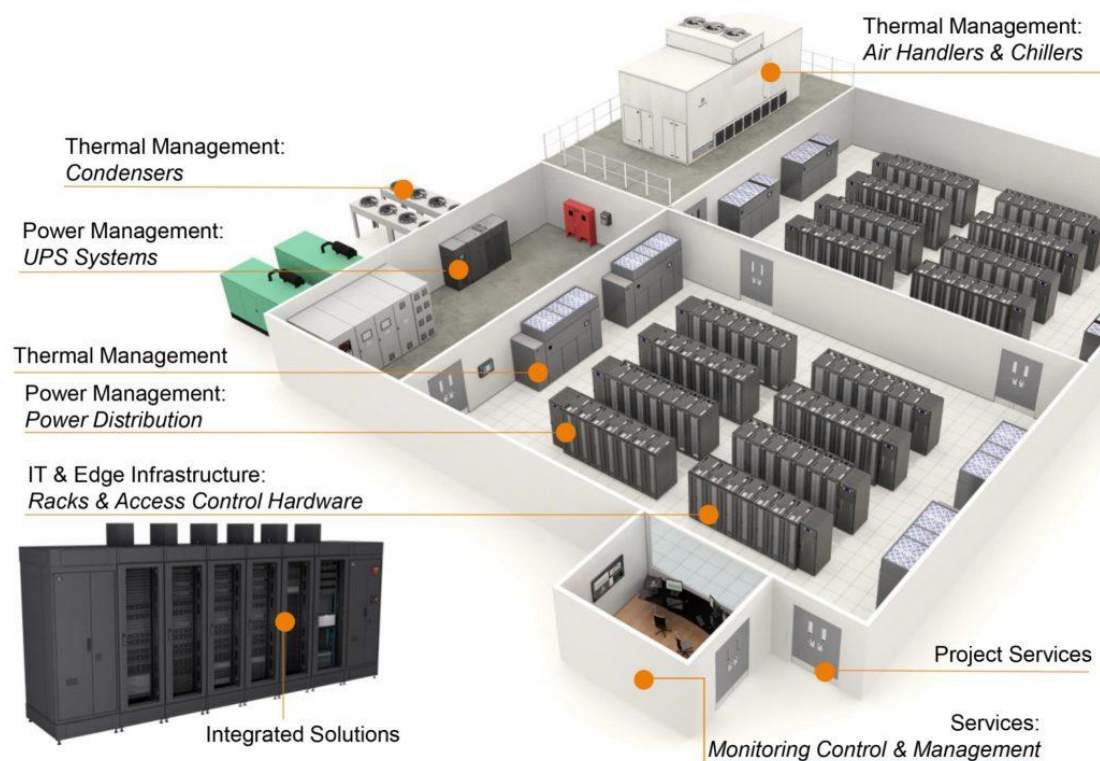 Thermal Management:
Air Handlers & Chillers
Thermal Management:
Condensers
Power Management:
UPS Systems
Thermal Management
Power Management:
Power Distribution
IT & Edge Infrastructure:
Racks & Access Control Hardware
Integrated Solutions
Project Services
Services:
Monitoring Control & Management